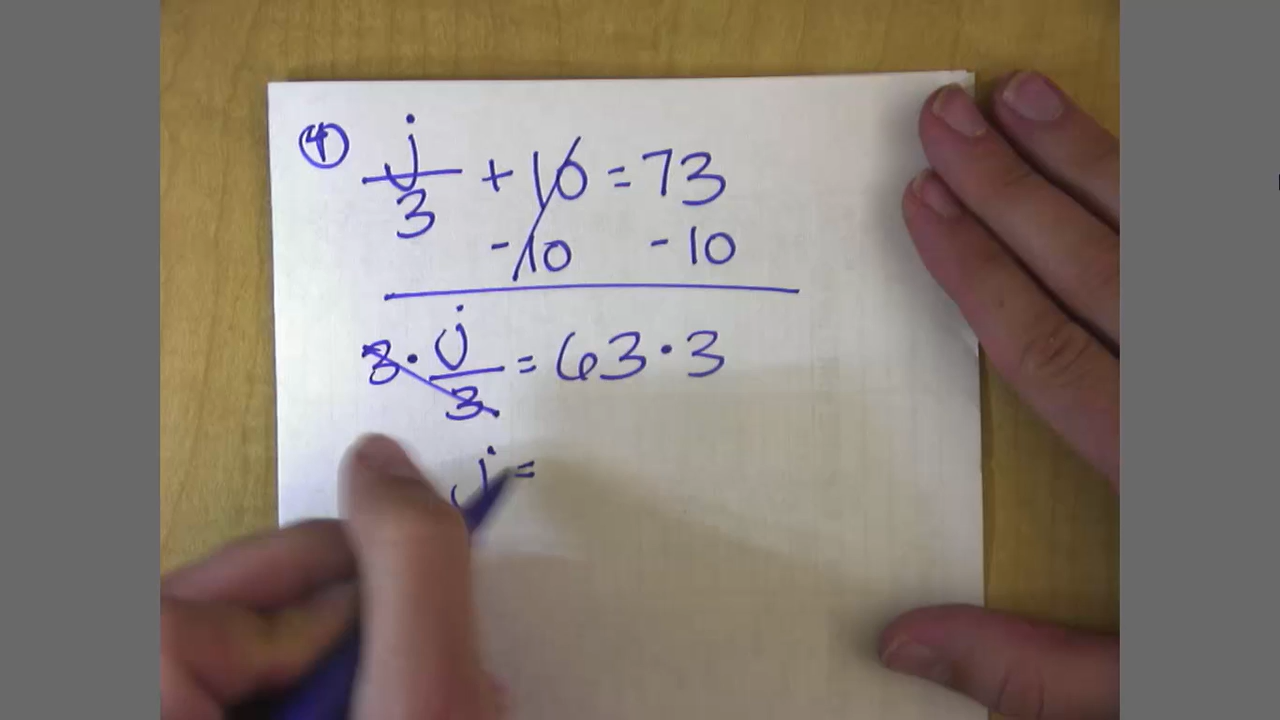 ④ j/3 + 10 = 73
-10 -10
3 · j/3 = 63 · 3
j =